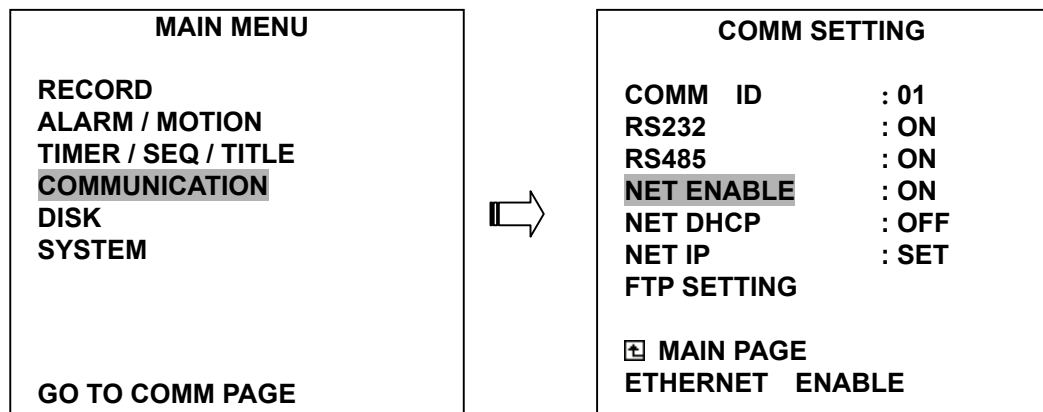 MAIN MENU
RECORD
ALARM / MOTION
TIMER / SEQ / TITLE
COMMUNICATION
DISK
SYSTEM
GO TO COMM PAGE
COMM SETTING
COMM ID : 01
RS232 : ON
RS485 : ON
NET ENABLE : ON
NET DHCP : OFF
NET IP : SET
FTP SETTING
MAIN PAGE
ETHERNET ENABLE